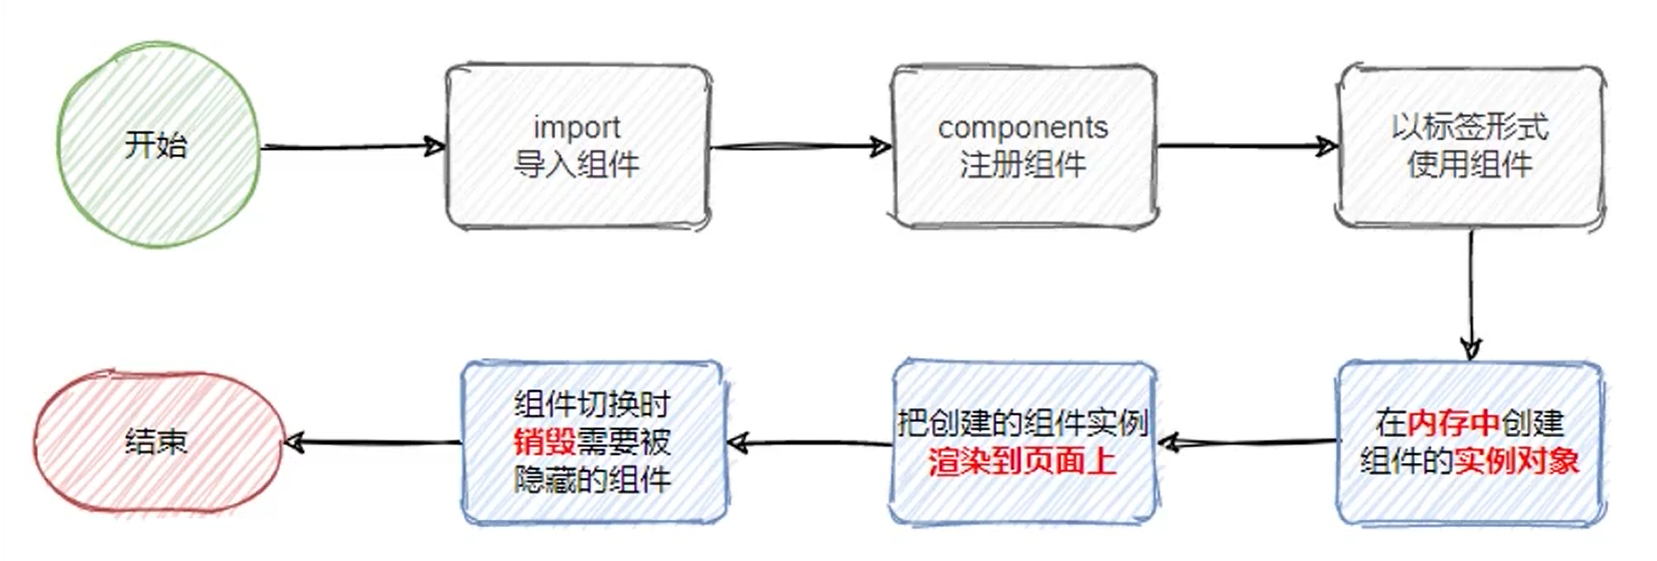 开始
import
导入组件
components
注册组件
以标签形式
使用组件
在内存中创建
组件的实例对象
把创建的组件实例
渲染到页面上
组件切换时
销毁需要被
隐藏的组件
结束